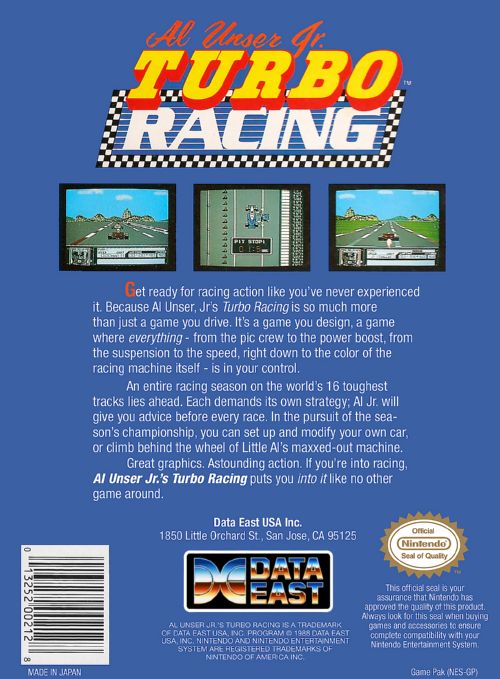 Al Unser Jr.
TURBO
RACING
TM
PIT STOP!
Get ready for racing action like you've never experienced
it. Because Al Unser, Jr's Turbo Racing is so much more
than just a game you drive. It's a game you design, a game
where everything - from the pic crew to the power boost, from
the suspension to the speed, right down to the color of the
racing machine itself - is in your control.
An entire racing season on the world's 16 toughest
tracks lies ahead. Each demands its own strategy; Al Jr. will
give you advice before every race. In the pursuit of the sea-
son's championship, you can set up and modify your own car,
or climb behind the wheel of Little Al's maxxed-out machine.
Great graphics. Astounding action. If you're into racing,
Al Unser Jr.'s Turbo Racing puts you into it like no other
game around.
Data East USA Inc.
1850 Little Orchard St., San Jose, CA 95125
DATA
EAST
AL UNSER JR.'S TURBO RACING IS A TRADEMARK
OF DATA EAST USA, INC. PROGRAM © 1988 DATA EAST
USA, INC. NINTENDO AND NINTENDO ENTERTAINMENT
SYSTEM ARE REGISTERED TRADEMARKS OF
NINTENDO OF AMERICA INC.
Official
Nintendo
Seal of Quality
TM
This official seal is your
assurance that Nintendo has
approved the quality of this product.
Always look for this seal when buying
games and accessories to ensure
complete compatibility with your
Nintendo Entertainment System.
0 13252 00212 8
MADE IN JAPAN
Game Pak (NES-GP)